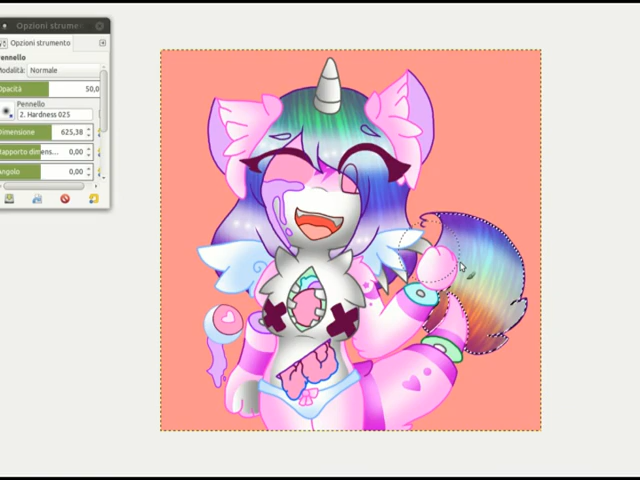 Opzioni strume
Opzioni strumento
Pennello
Modalità: Normale
Opacità 50,0
Pennello
2. Hardness 025
Dimensione 625,38
Rapporto dimens... 0,00
Angolo 0,00